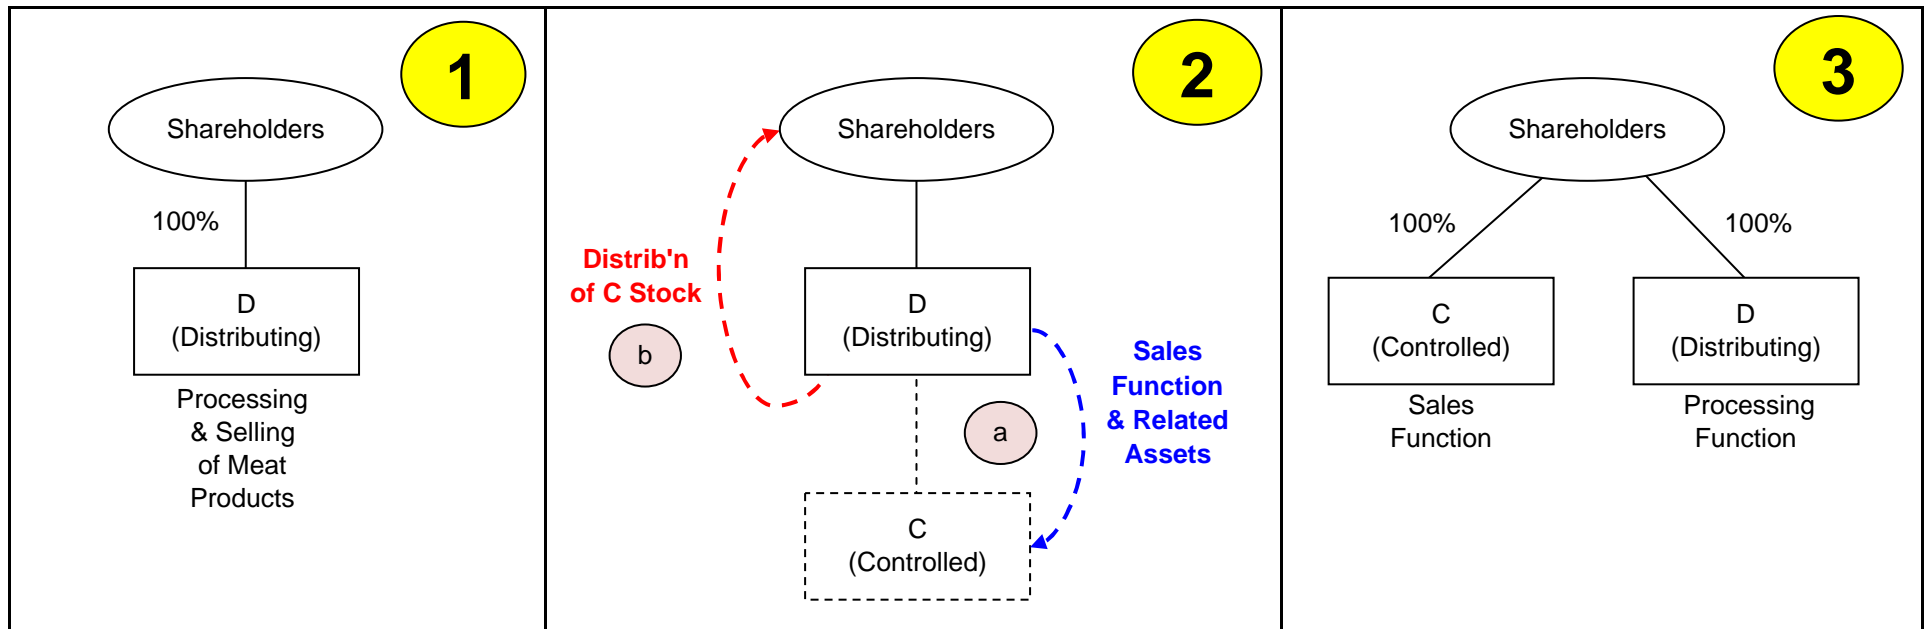 1
Shareholders
100%
D
(Distributing)
Processing
& Selling
of Meat
Products
2
Shareholders
Distrib'n
of C Stock
b
D
(Distributing)
Sales
Function
& Related
Assets
a
C
(Controlled)
3
Shareholders
100%
100%
C
(Controlled)
Sales
Function
D
(Distributing)
Processing
Function